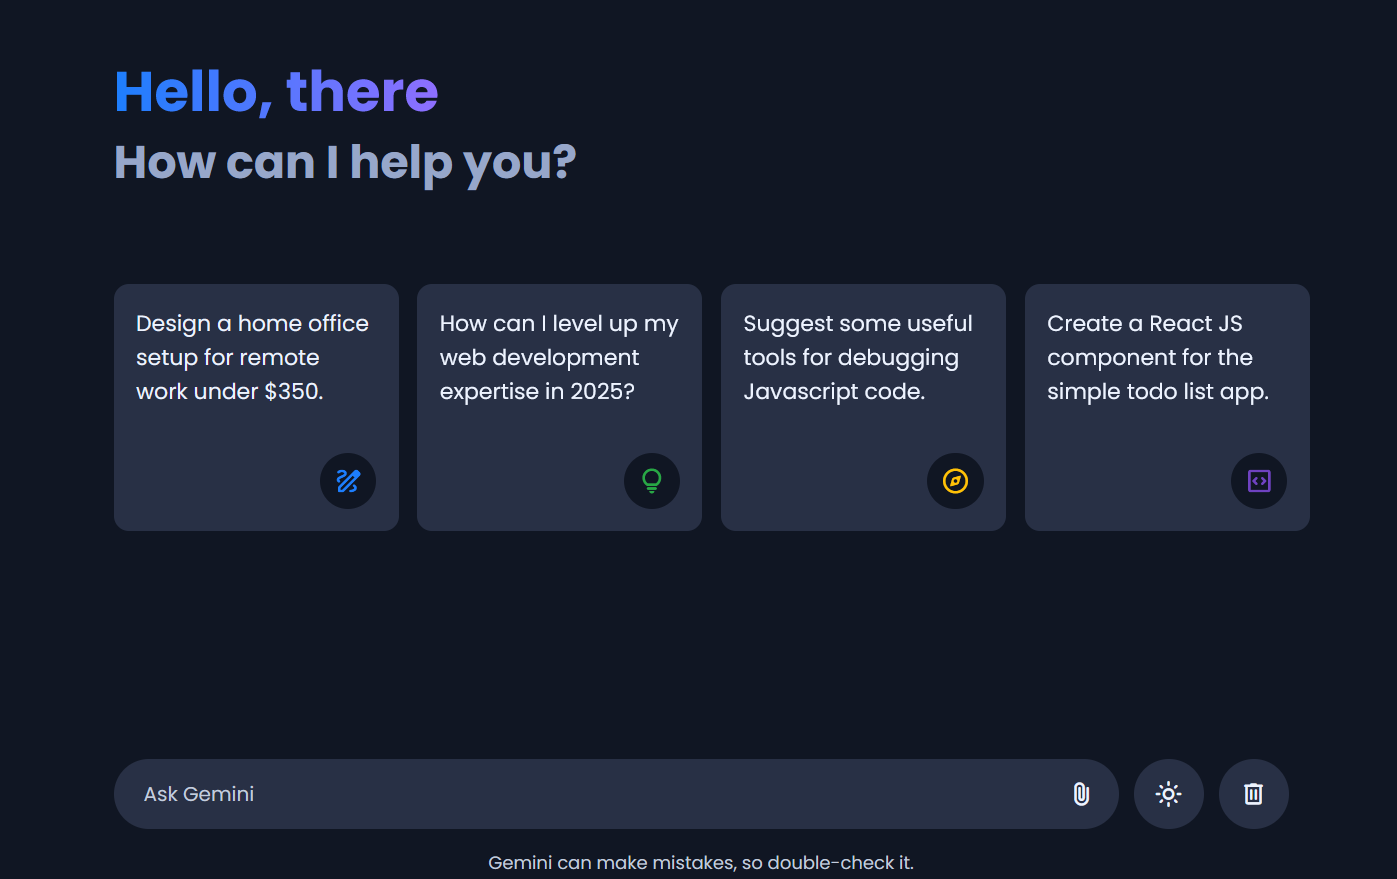 Hello, there
How can I help you?
Design a home office
setup for remote
work under $350.
How can I level up my
web development
expertise in 2025?
Suggest some useful
tools for debugging
Javascript code.
Create a React JS
component for the
simple todo list app.
Ask Gemini
Gemini can make mistakes, so double-check it.